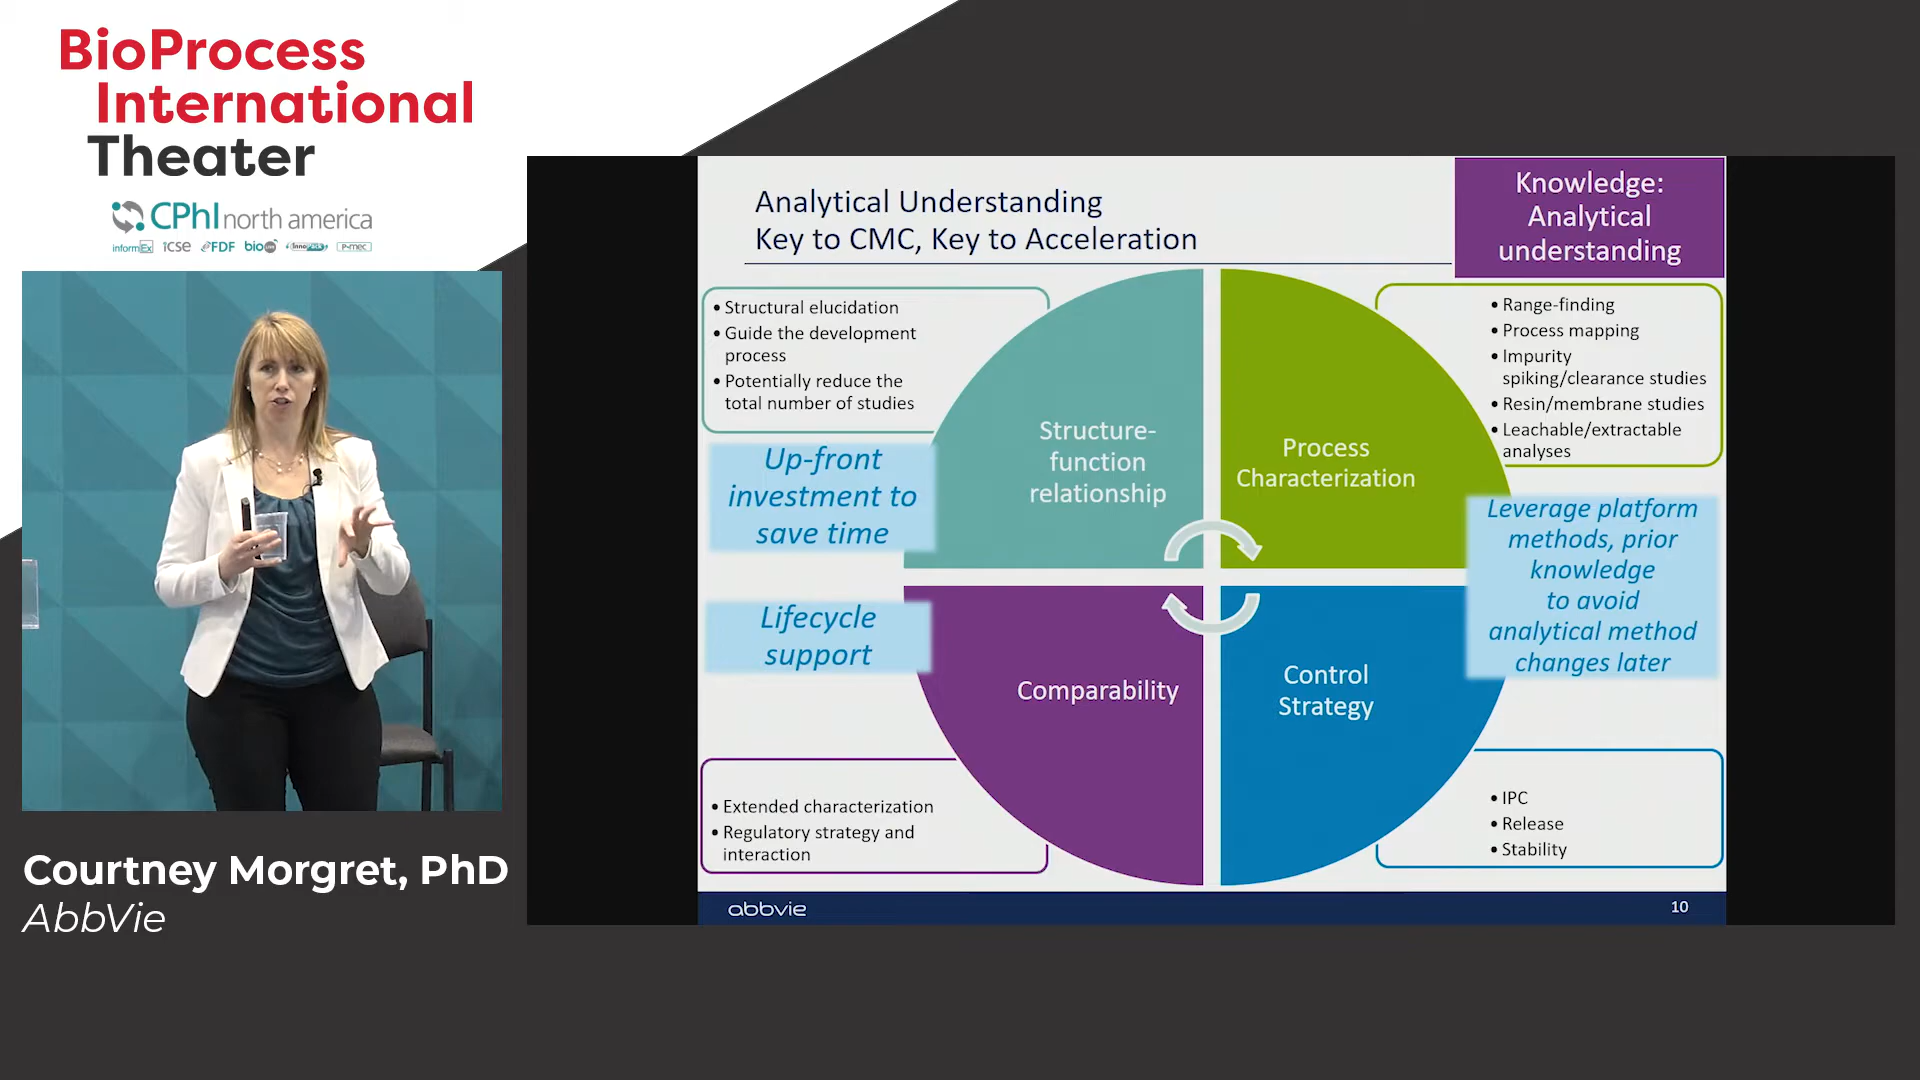 BioProcess
International
Theater
CPhI north america
informEx
icse
FDF
bio
InnoPack
P-mec
Courtney Morgret, PhD
AbbVie
Analytical Understanding
Key to CMC, Key to Acceleration
Knowledge:
Analytical
understanding
• Structural elucidation
• Guide the development
process
• Potentially reduce the
total number of studies
Up-front
investment to
save time
Structure-
function
relationship
Process
Characterization
• Range-finding
• Process mapping
• Impurity
spiking/clearance studies
• Resin/membrane studies
• Leachable/extractable
analyses
Leverage platform
methods, prior
knowledge
to avoid
analytical method
changes later
Lifecycle
support
Comparability
Control
Strategy
• Extended characterization
• Regulatory strategy and
interaction
• IPC
• Release
• Stability
abbvie
10